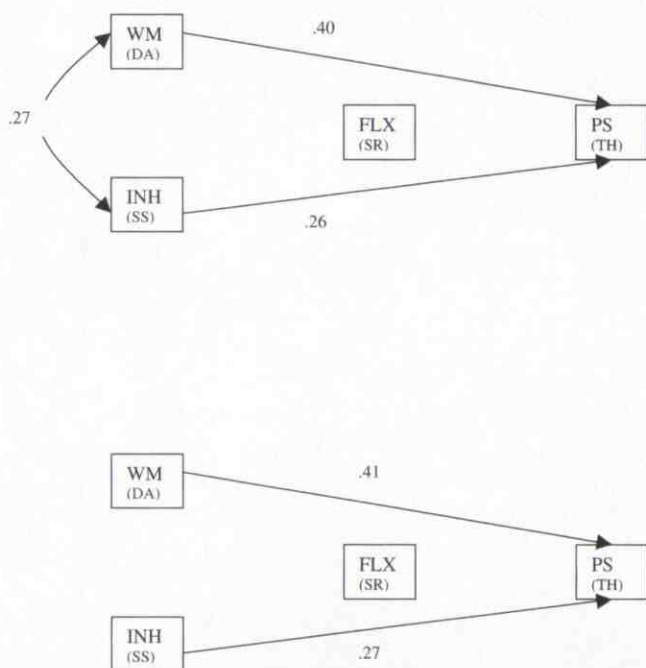 WM
(DA)
.40
.27
FLX
(SR)
PS
(TH)
INH
(SS)
.26
WM
(DA)
.41
FLX
(SR)
PS
(TH)
INH
(SS)
.27